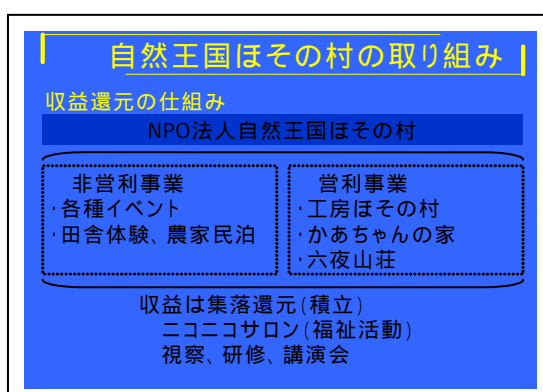 自然王国ほその村の取り組み
収益還元の仕組み
NPO法人自然王国ほその村
非営利事業
・各種イベント
・田舎体験、農家民泊
営利事業
・工房ほその村
・かあちゃんの家
・六夜山荘
収益は集落還元(積立)
ニコニコサロン(福祉活動)
視察、研修、講演会